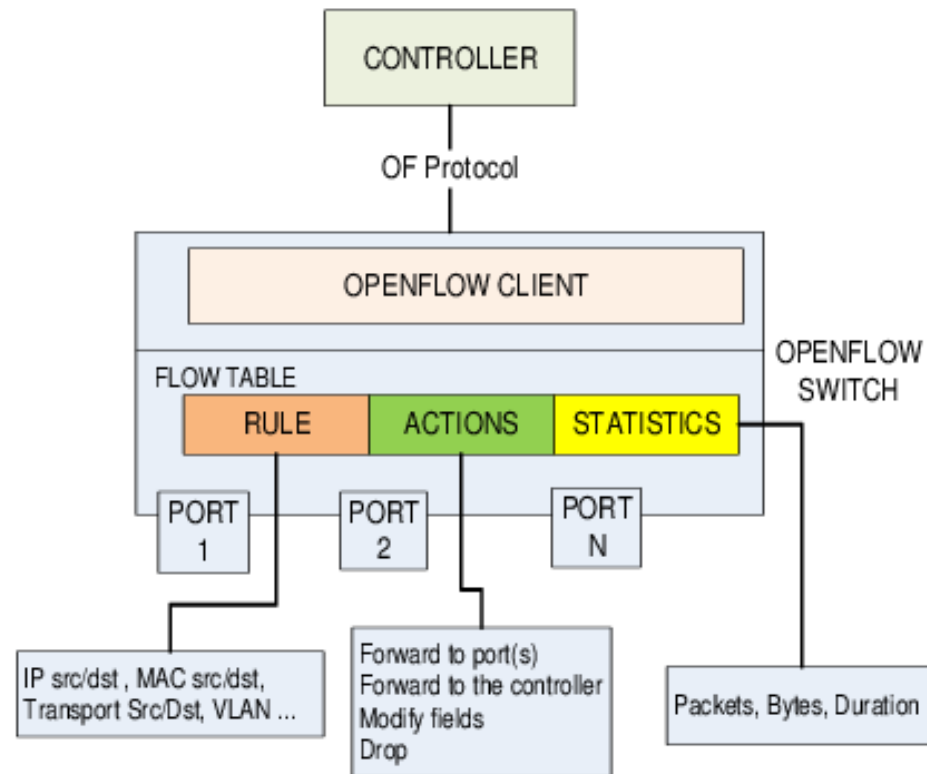 CONTROLLER
OF Protocol
OPENFLOW CLIENT
OPENFLOW
SWITCH
FLOW TABLE
RULE
ACTIONS
STATISTICS
PORT
1
PORT
2
PORT
N
IP src/dst , MAC src/dst,
Transport Src/Dst, VLAN ...
Forward to port(s)
Forward to the controller
Modify fields
Drop
Packets, Bytes, Duration